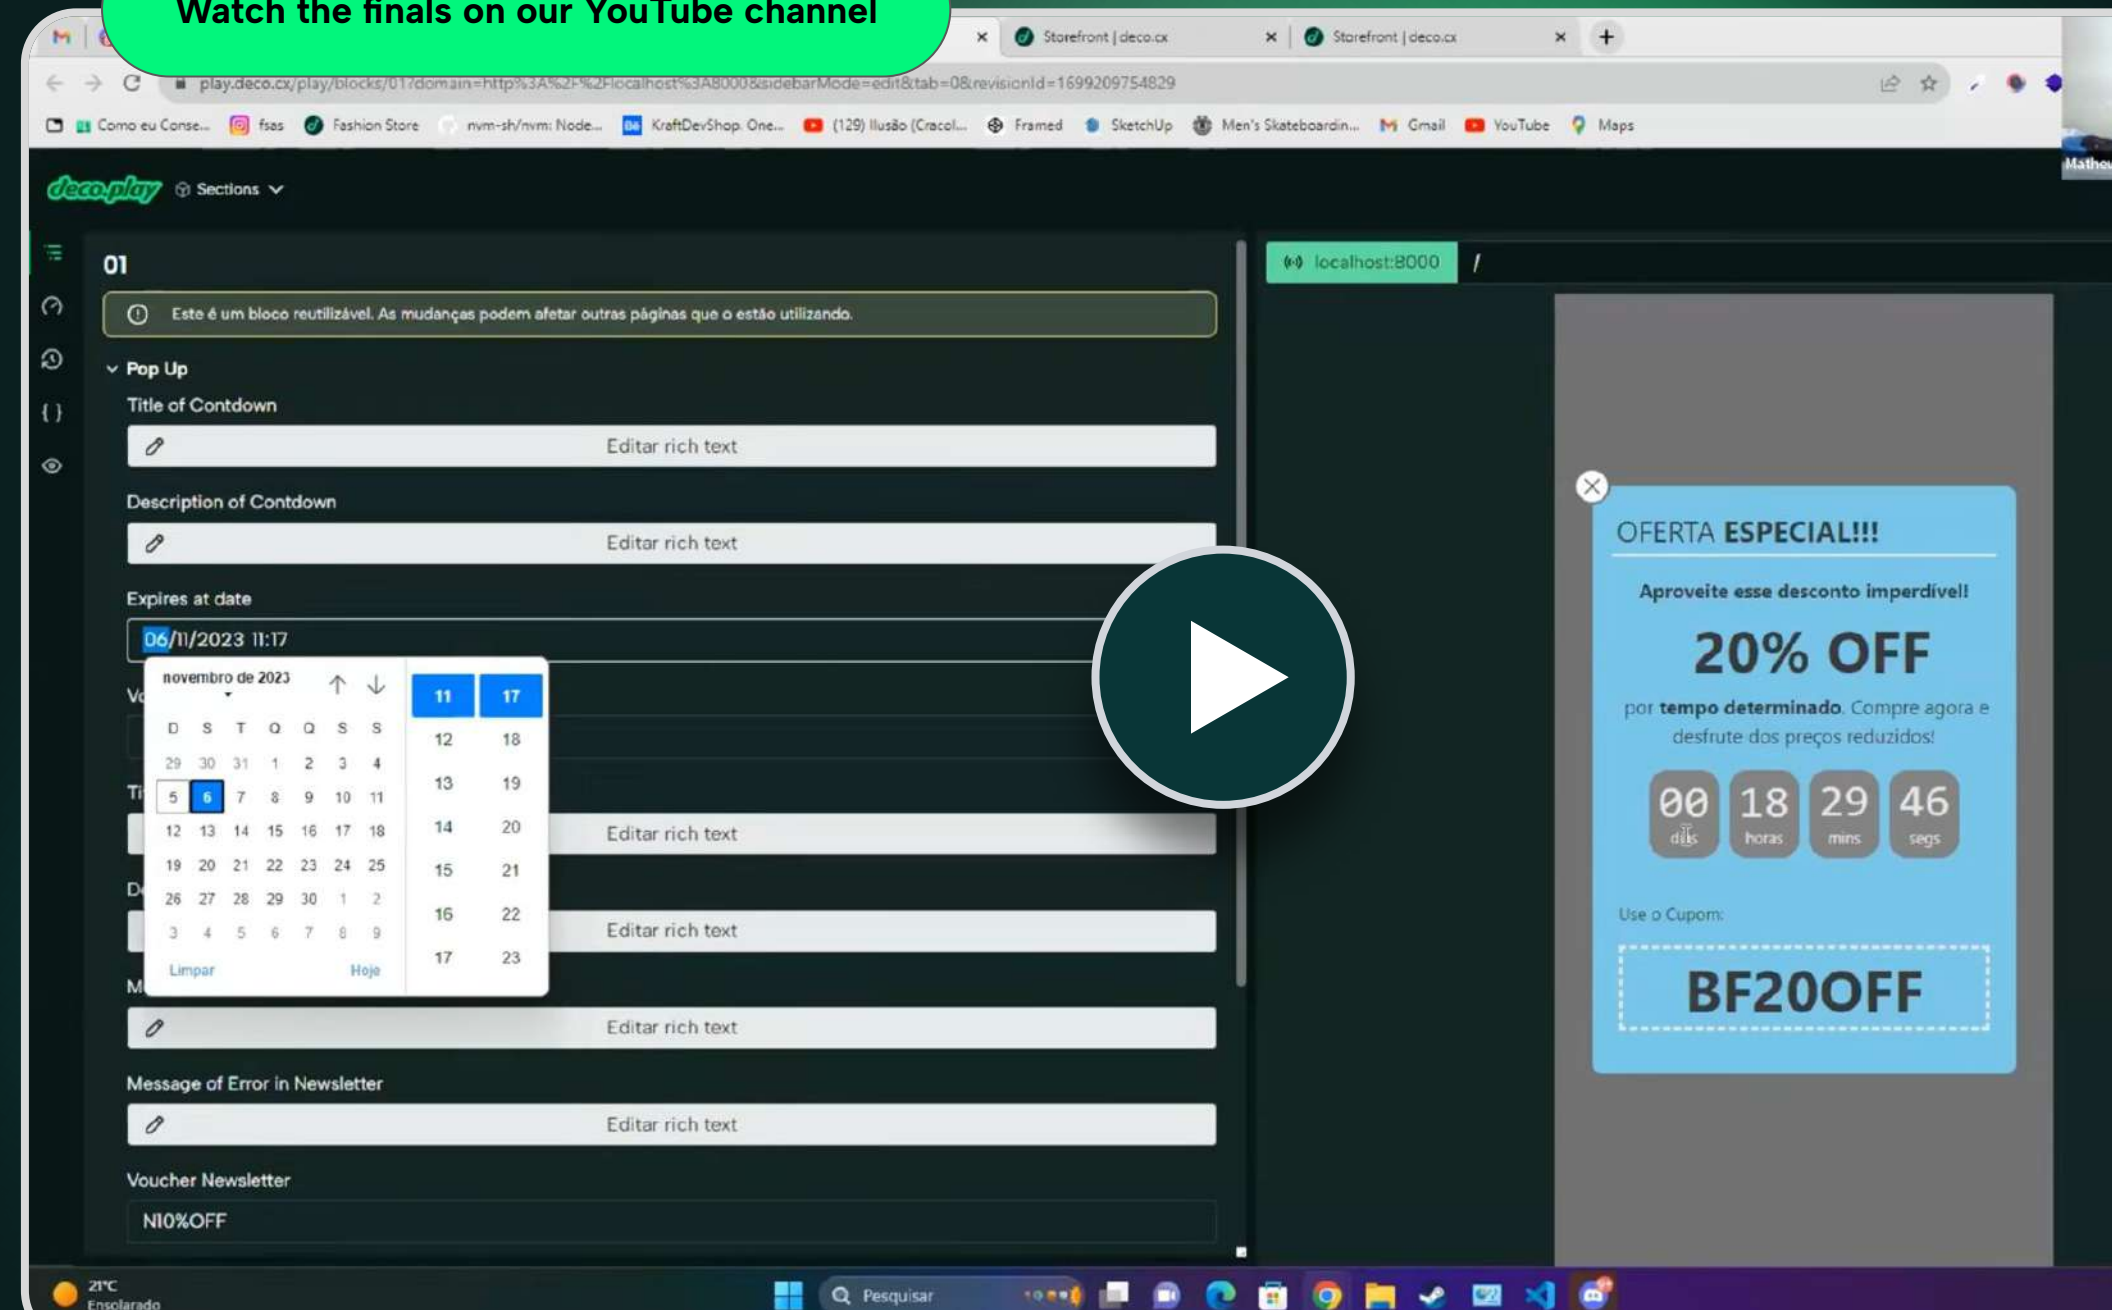 Watch the finals on our YouTube channel
Storefront | deco.cx
Storefront | deco.cx
play.deco.cx/play/blocks/01?domain=http%3A%2F%2Flocalhost%3A8000&sidebarMode=edit&tab=0&revisionId=1699209754829
Como eu Conse...
fsas
Fashion Store
nvm-sh/nvm: Node...
KraftDevShop. One...
(129) Ilusão (Cracol...
Framed
SketchUp
Men's Skateboardin...
Gmail
YouTube
Maps
deco.play
Sections
01
Este é um bloco reutilizável. As mudanças podem afetar outras páginas que o estão utilizando.
Pop Up
Title of Contdown
Editar rich text
Description of Contdown
Editar rich text
Expires at date
06/11/2023 11:17
novembro de 2023
D S T Q Q S S
29 30 31 1 2 3 4
5 6 7 8 9 10 11
12 13 14 15 16 17 18
19 20 21 22 23 24 25
26 27 28 29 30 1 2
3 4 5 6 7 8 9
Limpar Hoje
11 17
12 18
13 19
14 20
15 21
16 22
17 23
Editar rich text
Editar rich text
Editar rich text
Message of Error in Newsletter
Editar rich text
Voucher Newsletter
N10%OFF
localhost:8000 /
OFERTA ESPECIAL!!!
Aproveite esse desconto imperdível!
20% OFF
por tempo determinado. Compre agora e
desfrute dos preços reduzidos!
00 18 29 46
dias horas mins segs
Use o Cupom:
BF20OFF
21°C
Ensolarado
Pesquisar